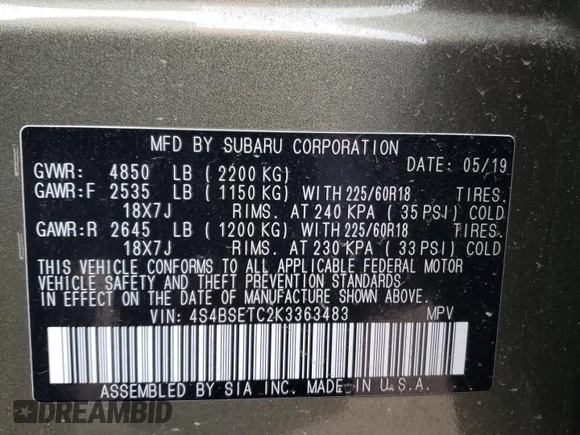 MFD BY SUBARU CORPORATION
GVWR: 4850 LB ( 2200 KG) DATE: 05/19
GAWR:F 2535 LB ( 1150 KG) WITH 225/60R18 TIRES.
18X7J RIMS. AT 240 KPA ( 35 PSI) COLD
GAWR:R 2645 LB ( 1200 KG) WITH 225/60R18 TIRES.
18X7J RIMS. AT 230 KPA ( 33 PSI) COLD
THIS VEHICLE CONFORMS TO ALL APPLICABLE FEDERAL MOTOR
VEHICLE SAFETY AND THEFT PREVENTION STANDARDS
IN EFFECT ON THE DATE OF MANUFACTURE SHOWN ABOVE.
VIN: 4S4BSETC2K3363483 MPV
ASSEMBLED BY SIA INC. MADE IN U.S.A.
DREAMBID